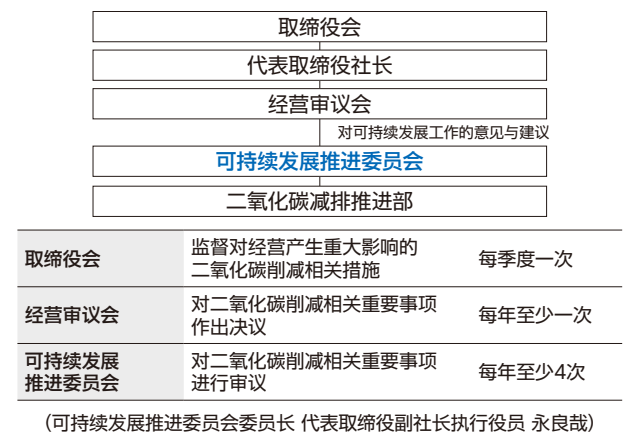 取缔役会
代表取缔役社长
经营审议会
对可持续发展工作的意见与建议
可持续发展推进委员会
二氧化碳减排推进部
取缔役会
监督对经营产生重大影响的
二氧化碳削减相关措施
每季度一次
经营审议会
对二氧化碳削减相关重要事项
作出决议
每年至少一次
可持续发展
推进委员会
对二氧化碳削减相关重要事项
进行审议
每年至少4次
(可持续发展推进委员会委员长 代表取缔役副社长执行役员 永良哉)